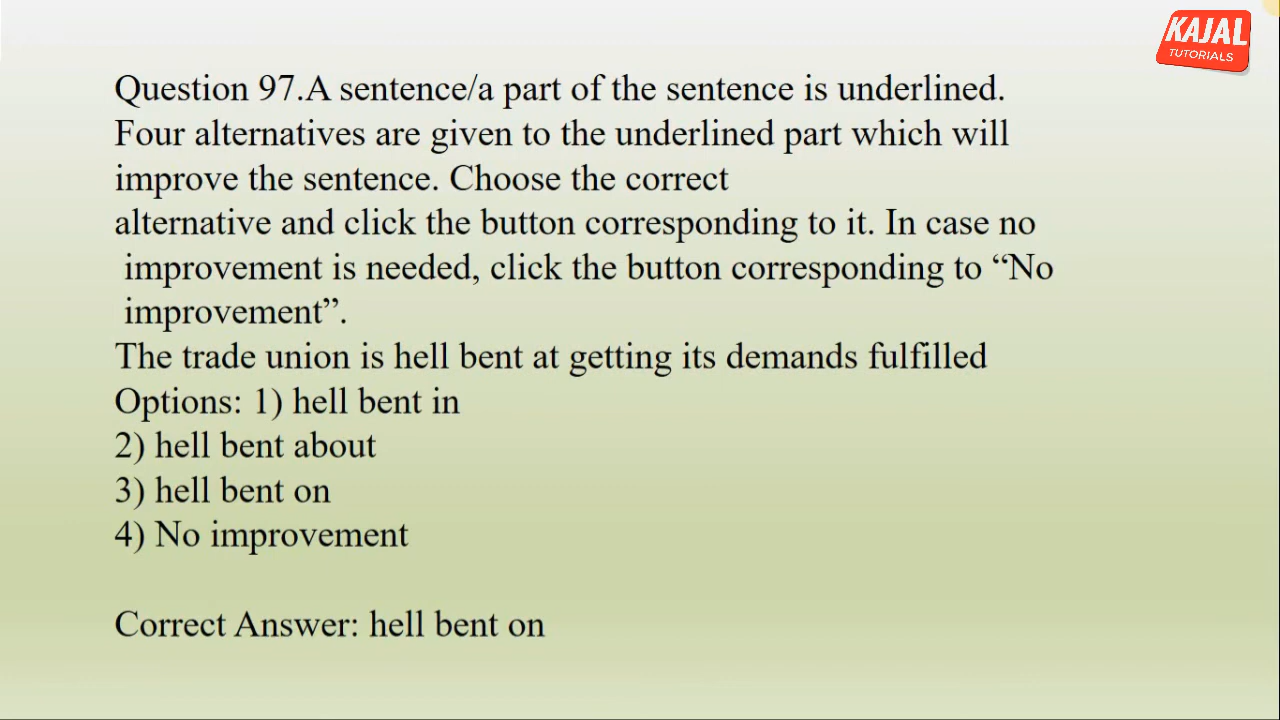 KAJAL
TUTORIALS
Question 97.A sentence/a part of the sentence is underlined.
Four alternatives are given to the underlined part which will
improve the sentence. Choose the correct
alternative and click the button corresponding to it. In case no
improvement is needed, click the button corresponding to “No
improvement”.
The trade union is hell bent at getting its demands fulfilled
Options: 1) hell bent in
2) hell bent about
3) hell bent on
4) No improvement
Correct Answer: hell bent on